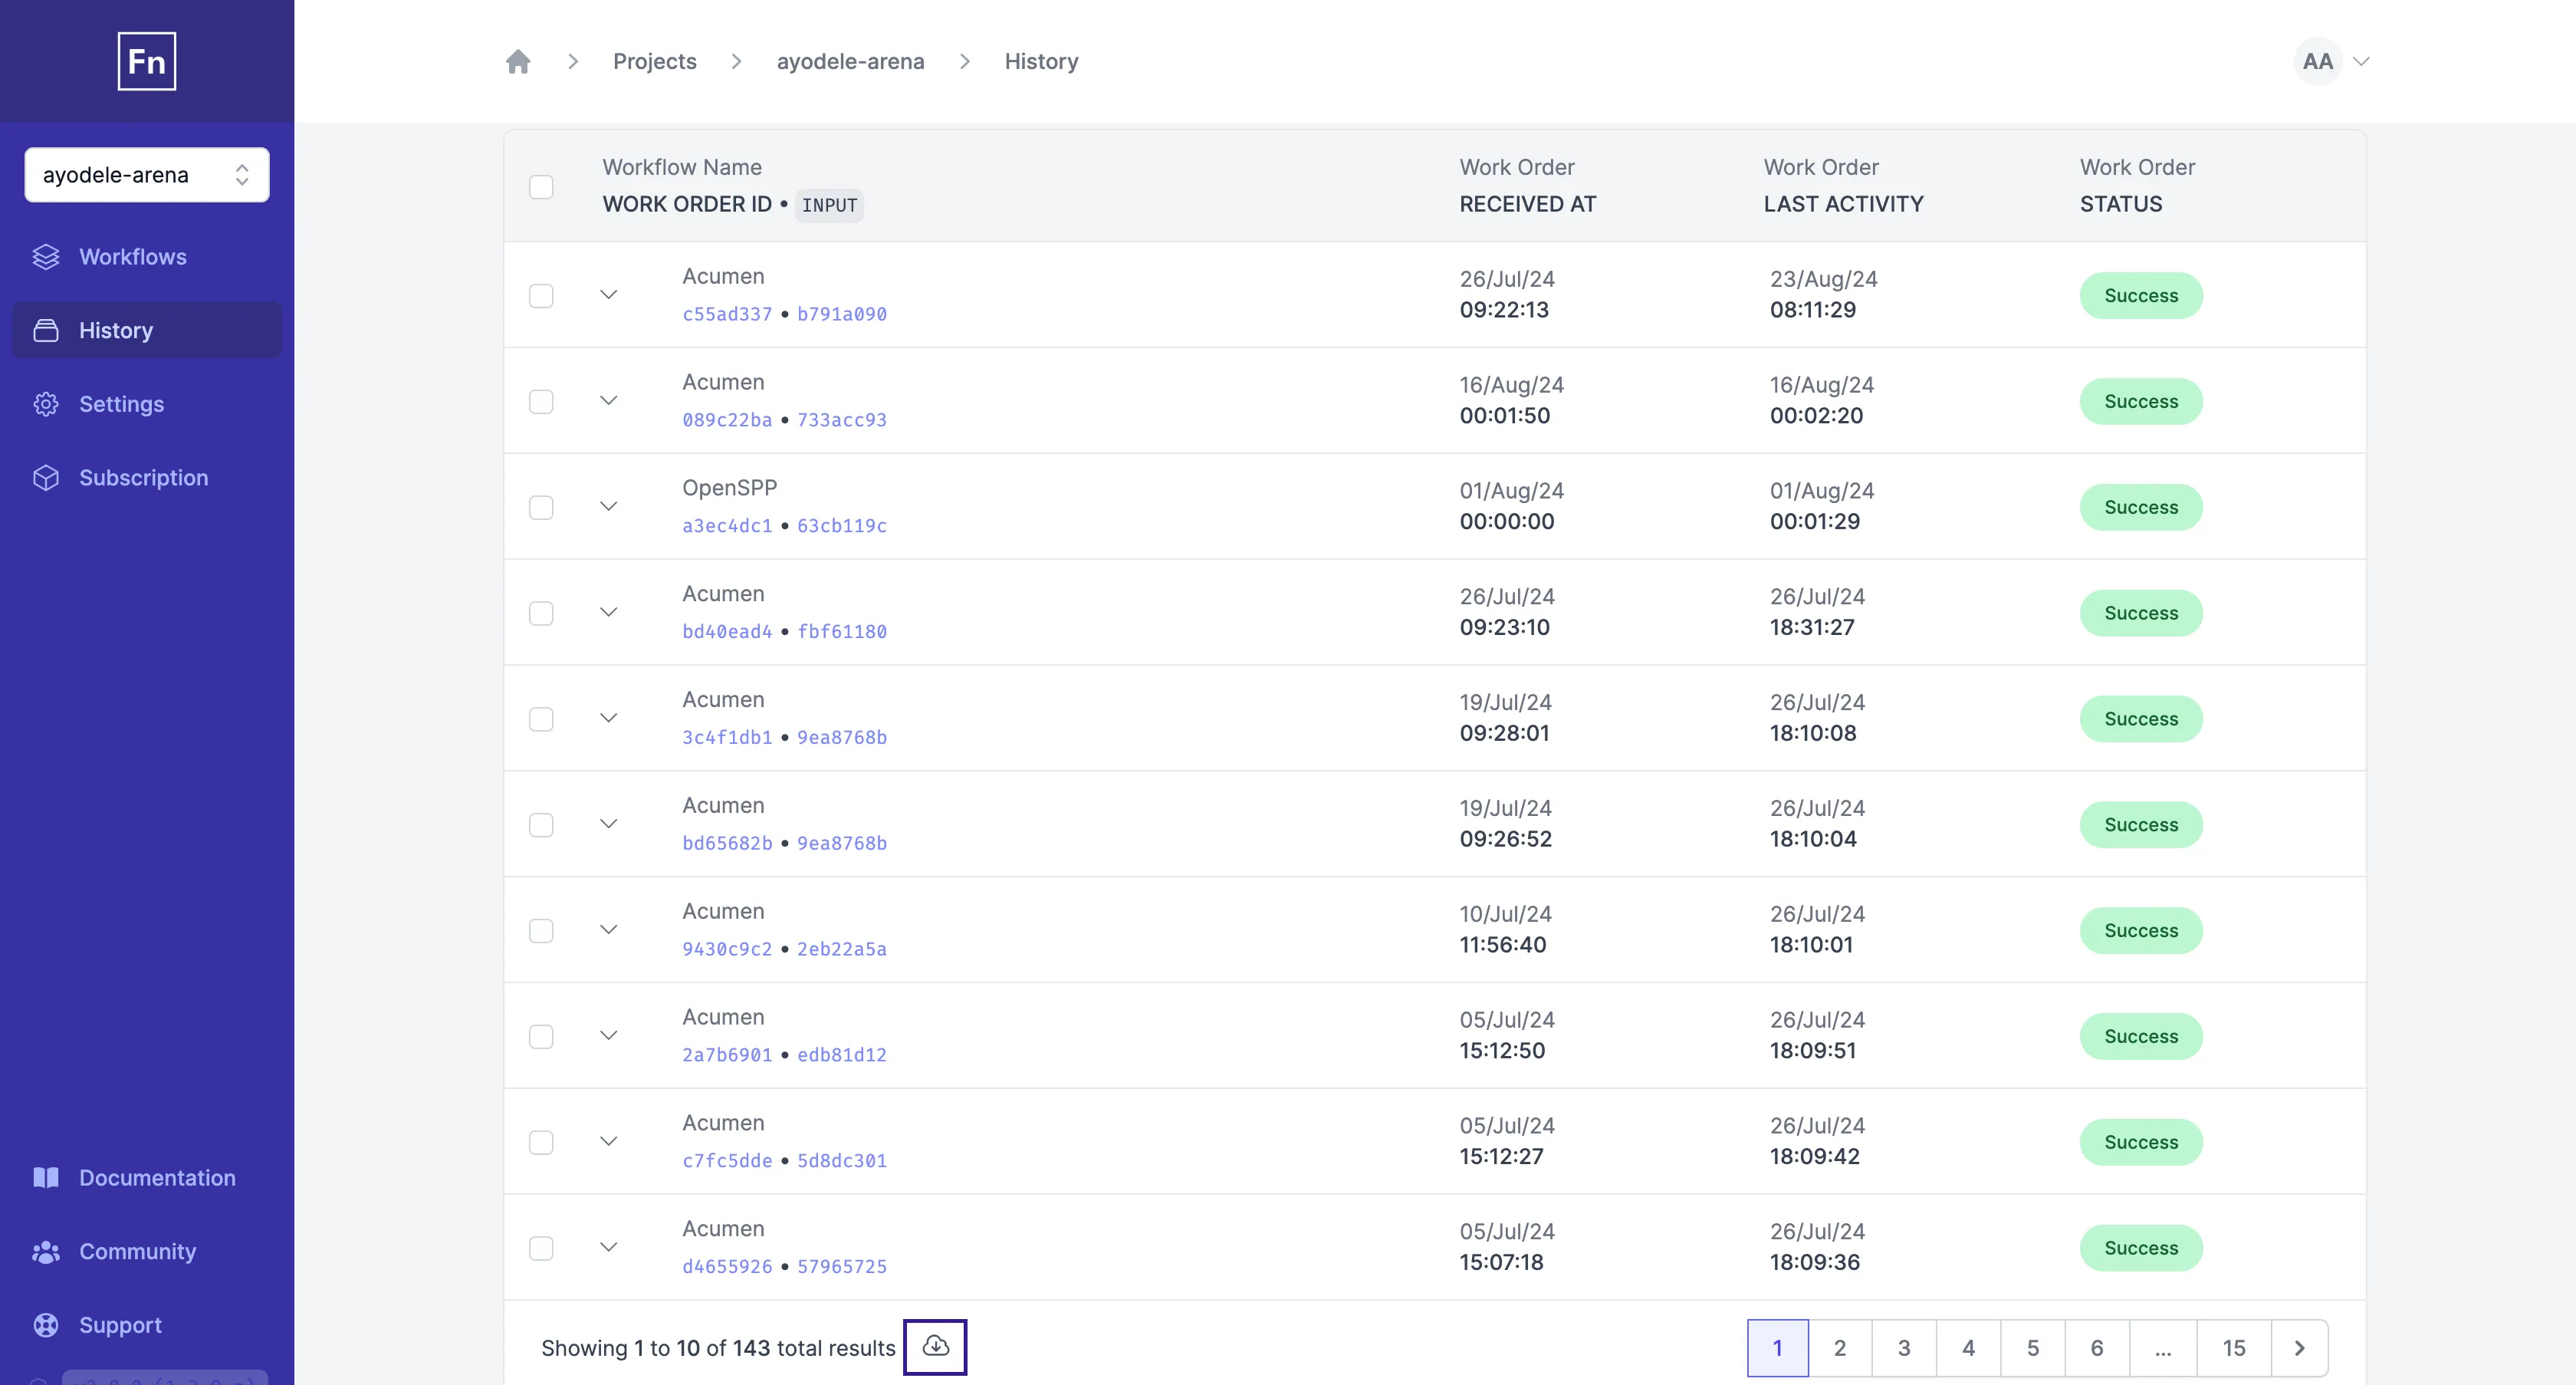 Fn
Projects
ayodele-arena
History
AA
ayodele-arena
Workflows
History
Settings
Subscription
Documentation
Community
Support
Workflow Name
WORK ORDER ID • INPUT
Work Order
RECEIVED AT
Work Order
LAST ACTIVITY
Work Order
STATUS
Acumen
c55ad337 • b791a090
26/Jul/24
09:22:13
23/Aug/24
08:11:29
Success
Acumen
089c22ba • 733acc93
16/Aug/24
00:01:50
16/Aug/24
00:02:20
Success
OpenSPP
a3ec4dc1 • 63cb119c
01/Aug/24
00:00:00
01/Aug/24
00:01:29
Success
Acumen
bd40ead4 • fbf61180
26/Jul/24
09:23:10
26/Jul/24
18:31:27
Success
Acumen
3c4f1db1 • 9ea8768b
19/Jul/24
09:28:01
26/Jul/24
18:10:08
Success
Acumen
bd65682b • 9ea8768b
19/Jul/24
09:26:52
26/Jul/24
18:10:04
Success
Acumen
9430c9c2 • 2eb22a5a
10/Jul/24
11:56:40
26/Jul/24
18:10:01
Success
Acumen
2a7b6901 • edb81d12
05/Jul/24
15:12:50
26/Jul/24
18:09:51
Success
Acumen
c7fc5dde • 5d8dc301
05/Jul/24
15:12:27
26/Jul/24
18:09:42
Success
Acumen
d4655926 • 57965725
05/Jul/24
15:07:18
26/Jul/24
18:09:36
Success
Showing 1 to 10 of 143 total results
1 2 3 4 5 6 ... 15